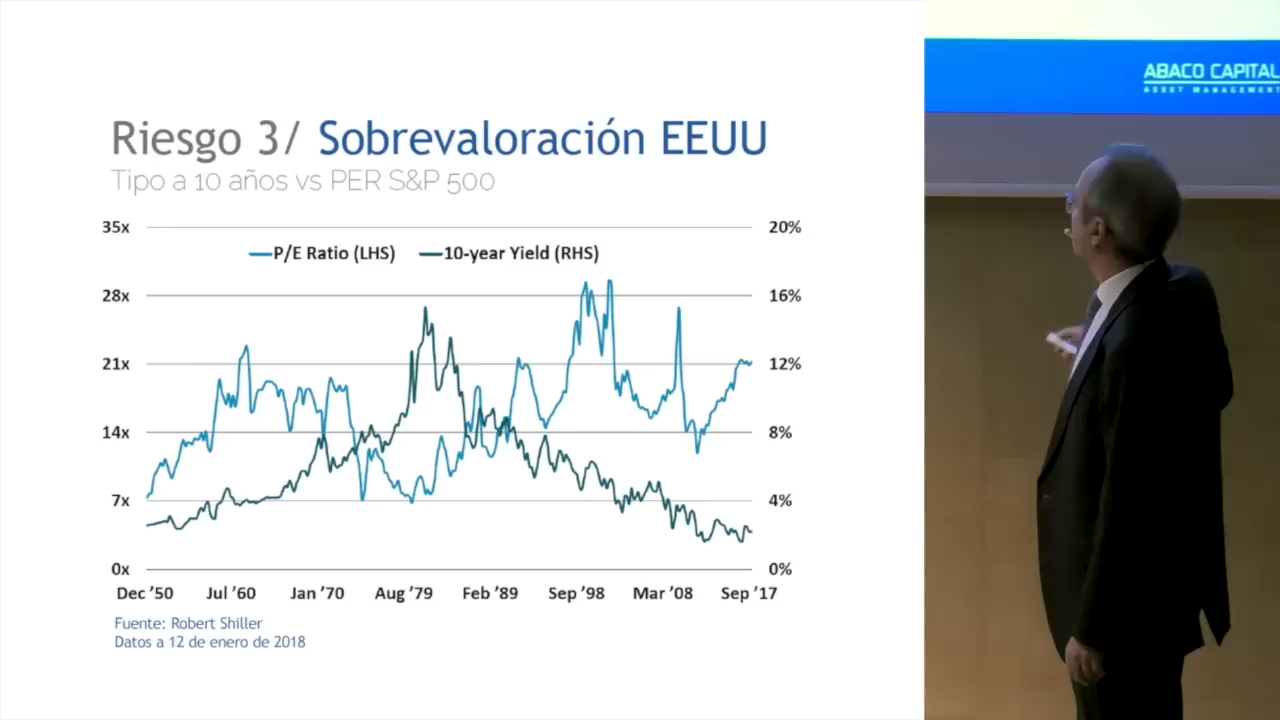 Riesgo 3/ Sobrevaloración EEUU
Tipo a 10 años vs PER S&P 500
35x
20%
P/E Ratio (LHS)
10-year Yield (RHS)
28x
16%
21x
12%
14x
8%
7x
4%
0x
0%
Dec '50 Jul '60 Jan '70 Aug '79 Feb '89 Sep '98 Mar '08 Sep '17
Fuente: Robert Shiller
Datos a 12 de enero de 2018
ABACO CAPITAL
ASSET MANAGEMENT